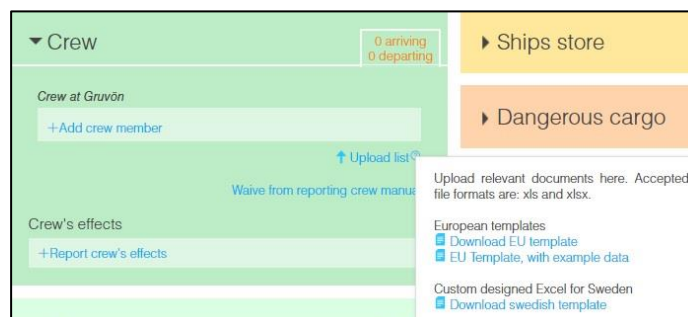 Crew
0 arriving
0 departing
Crew at Gruvön
+Add crew member
Upload list
Waive from reporting crew manua
Crew's effects
+Report crew's effects
Ships store
Dangerous cargo
Upload relevant documents here. Accepted
file formats are: xls and xlsx.
European templates
Download EU template
EU Template, with example data
Custom designed Excel for Sweden
Download swedish template